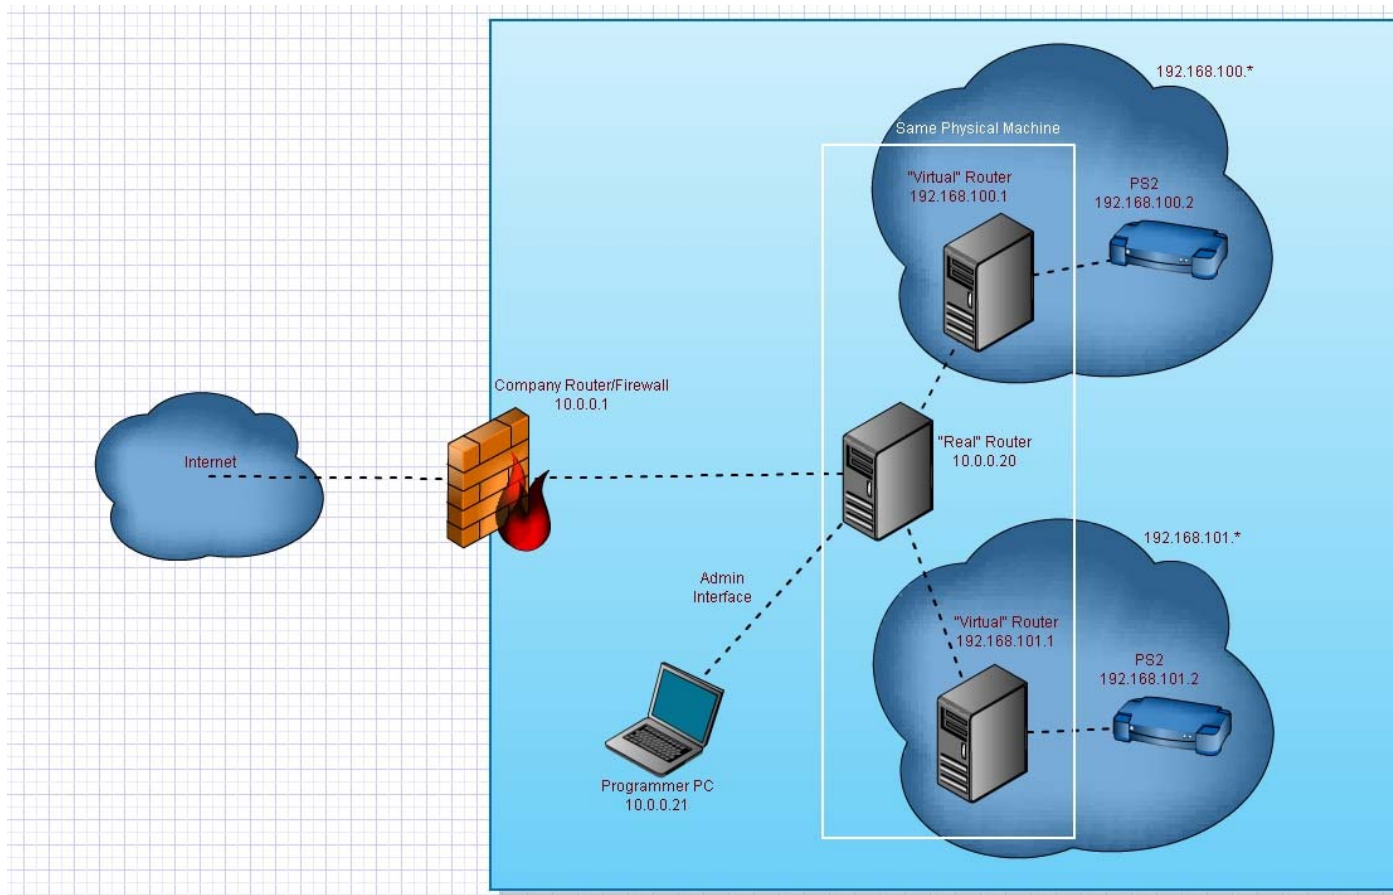 192.168.100.*
Same Physical Machine
"Virtual" Router
192.168.100.1
PS2
192.168.100.2
Company Router/Firewall
10.0.0.1
Internet
"Real" Router
10.0.0.20
192.168.101.*
Admin
Interface
"Virtual" Router
192.168.101.1
PS2
192.168.101.2
Programmer PC
10.0.0.21